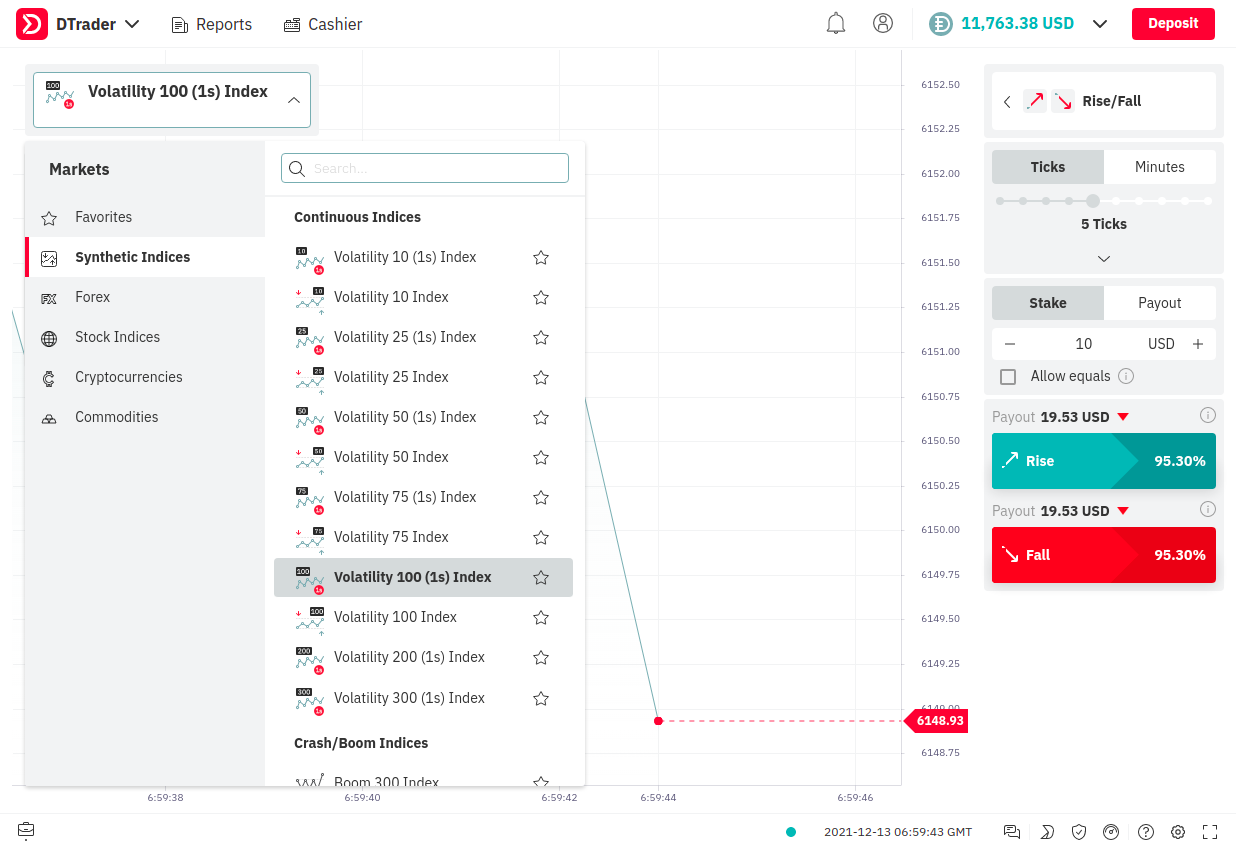 DTrader
Reports
Cashier
11,763.38 USD
Deposit
Volatility 100 (1s) Index
Markets
Favorites
Synthetic Indices
Forex
Stock Indices
Cryptocurrencies
Commodities
Search...
Continuous Indices
Volatility 10 (1s) Index
Volatility 10 Index
Volatility 25 (1s) Index
Volatility 25 Index
Volatility 50 (1s) Index
Volatility 50 Index
Volatility 75 (1s) Index
Volatility 75 Index
Volatility 100 (1s) Index
Volatility 100 Index
Volatility 200 (1s) Index
Volatility 300 (1s) Index
Crash/Boom Indices
Boom 300 Index
6152.50
6152.25
6152.00
6151.75
6151.50
6151.25
6151.00
6150.75
6150.50
6150.25
6150.00
6149.75
6149.50
6149.25
6149.00
6148.93
6148.75
6:59:38
6:59:40
6:59:42
6:59:44
6:59:46
Rise/Fall
Ticks
Minutes
5 Ticks
Stake
Payout
10
USD
Allow equals
Payout 19.53 USD
Rise
95.30%
Payout 19.53 USD
Fall
95.30%
2021-12-13 06:59:43 GMT